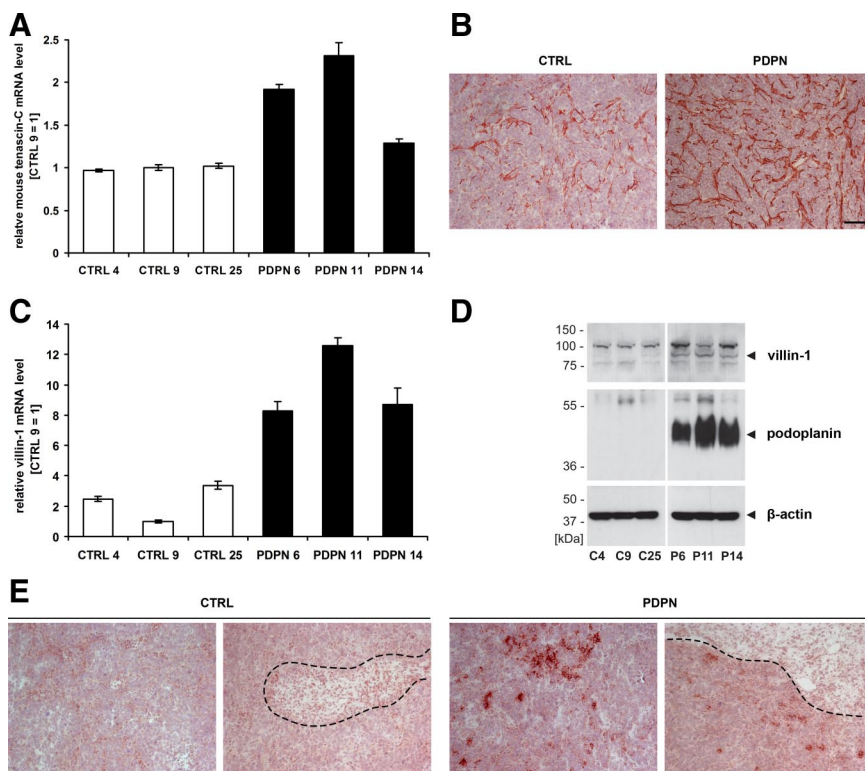 A
relatve mouse tenascin-C mRNA level
[CTRL 9 = 1]
2.5
2
1.5
1
0.5
0
CTRL 4 CTRL 9 CTRL 25 PDPN 6 PDPN 11 PDPN 14
B
CTRL PDPN
C
relative villin-1 mRNA level
[CTRL 9 = 1]
14
12
10
8
6
4
2
0
CTRL 4 CTRL 9 CTRL 25 PDPN 6 PDPN 11 PDPN 14
D
150 -
100 -
75 -
villin-1
55 -
podoplanin
36 -
50 -
β-actin
37 -
[kDa]
C4 C9 C25 P6 P11 P14
E
CTRL PDPN